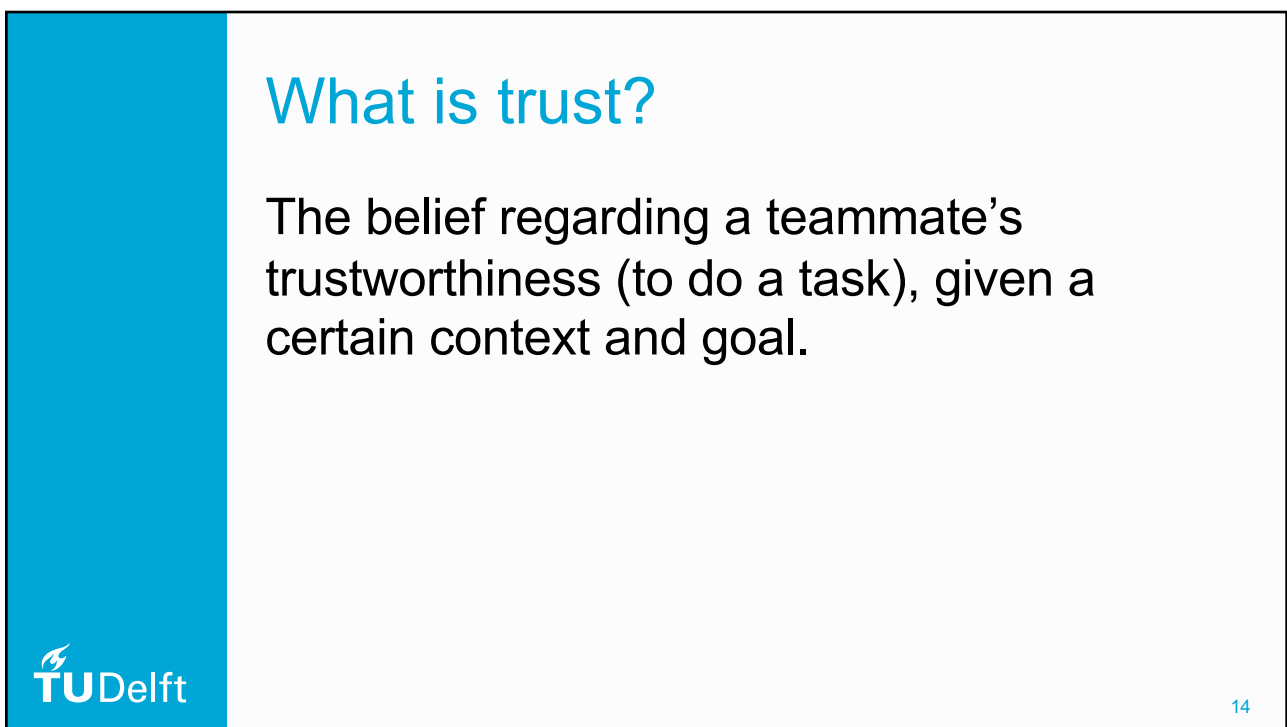 What is trust?
The belief regarding a teammate’s
trustworthiness (to do a task), given a
certain context and goal.
TUDelft
14